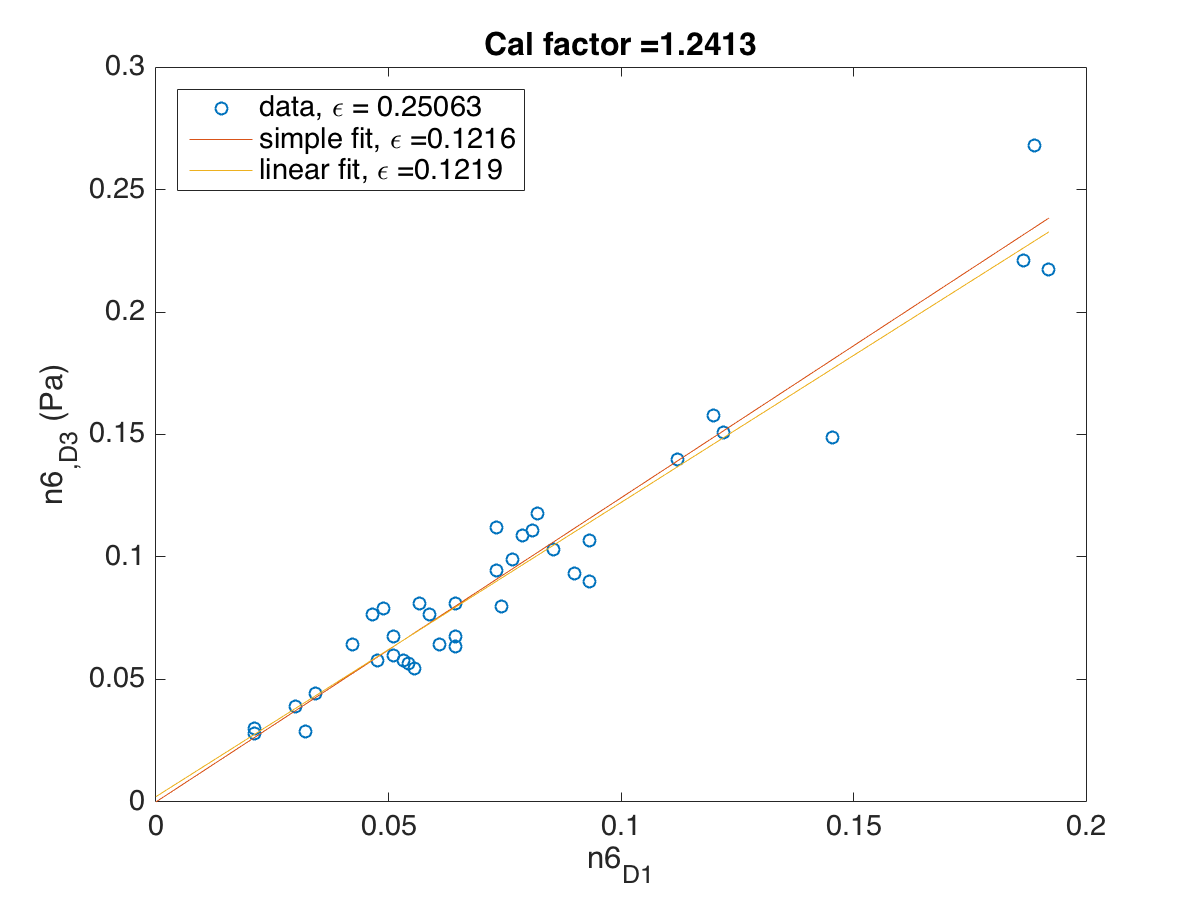 Cal factor =1.2413
0.3
0.25
0.2
0.15
0.1
0.05
0
data, ϵ = 0.25063
simple fit, ϵ =0.1216
linear fit, ϵ =0.1219
n6,D3 (Pa)
0 0.05 0.1 0.15 0.2
n6D1